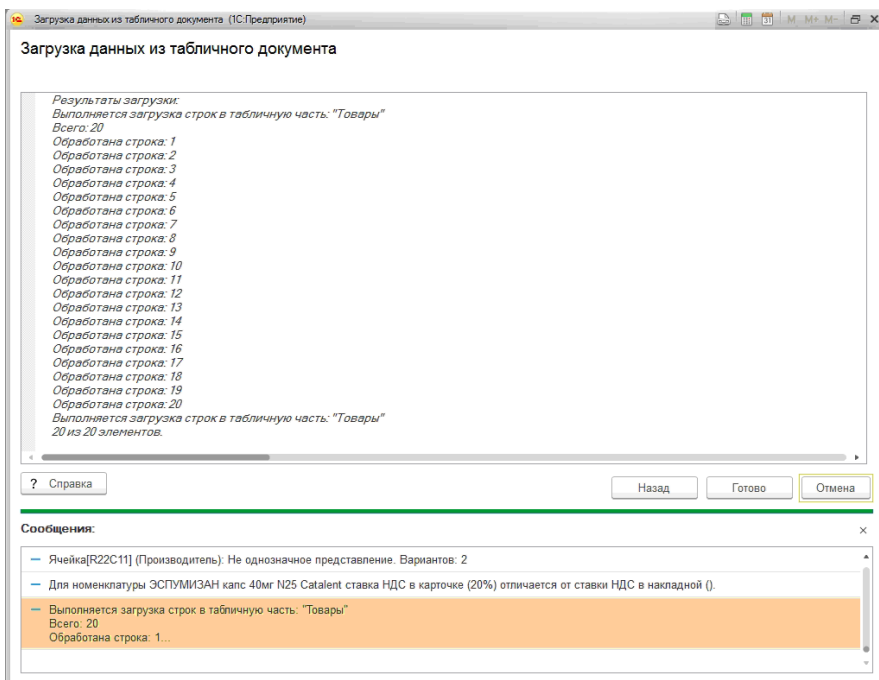 Загрузка данных из табличного документа (1С:Предприятие)
M M+ M-
Загрузка данных из табличного документа
Результаты загрузки:
Выполняется загрузка строк в табличную часть: "Товары"
Всего: 20
Обработана строка: 1
Обработана строка: 2
Обработана строка: 3
Обработана строка: 4
Обработана строка: 5
Обработана строка: 6
Обработана строка: 7
Обработана строка: 8
Обработана строка: 9
Обработана строка: 10
Обработана строка: 11
Обработана строка: 12
Обработана строка: 13
Обработана строка: 14
Обработана строка: 15
Обработана строка: 16
Обработана строка: 17
Обработана строка: 18
Обработана строка: 19
Обработана строка: 20
Выполняется загрузка строк в табличную часть: "Товары"
20 из 20 элементов.
? Справка
Назад
Готово
Отмена
Сообщения:
Ячейка[R22C11] (Производитель): Не однозначное представление. Вариантов: 2
Для номенклатуры ЭСПУМИЗАН капс 40мг N25 Catalent ставка НДС в карточке (20%) отличается от ставки НДС в накладной ().
Выполняется загрузка строк в табличную часть: "Товары"
Всего: 20
Обработана строка: 1...